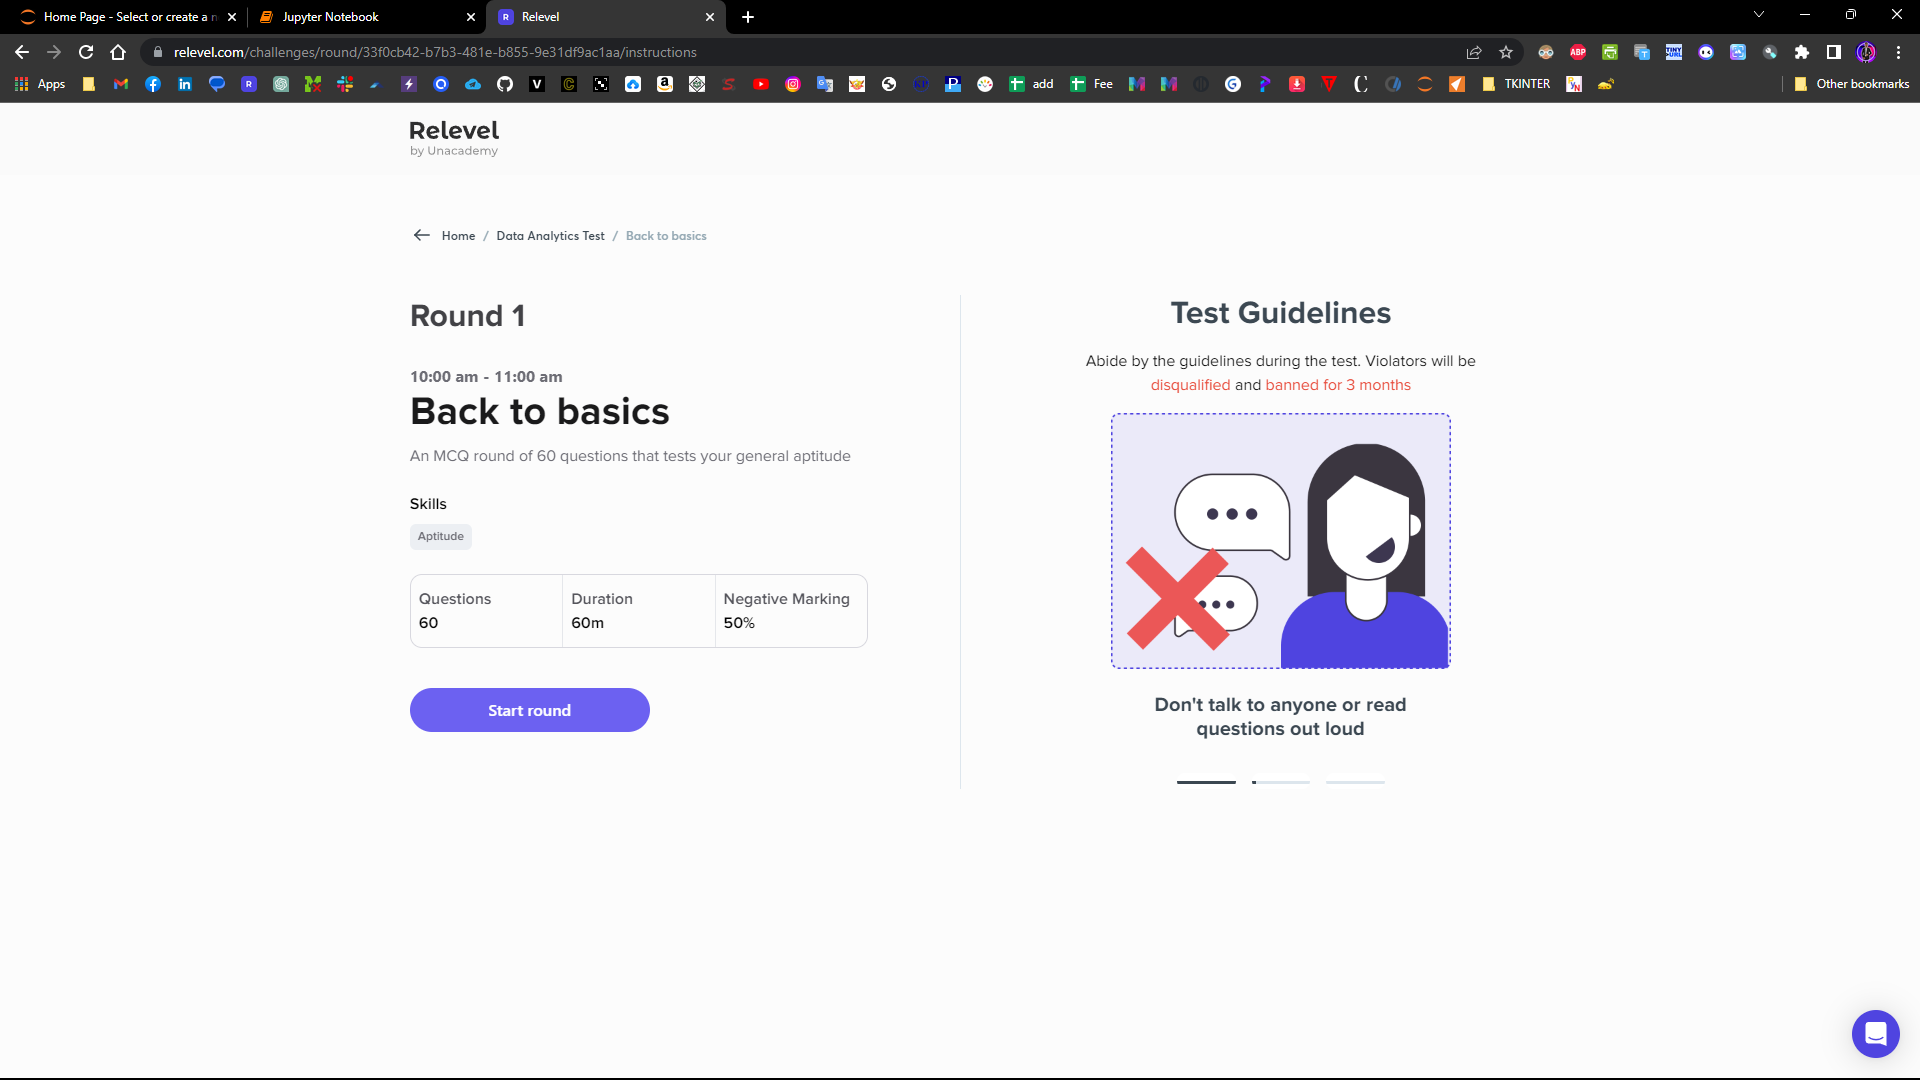 Home Page - Select or create a n
Jupyter Notebook
R
Relevel
relevel.com/challenges/round/33f0cb42-b7b3-481e-b855-9e31df9ac1aa/instructions
ABP
Apps
add
Fee
TKINTER
Other bookmarks
Relevel
by Unacademy
Home / Data Analytics Test / Back to basics
Round 1
10:00 am - 11:00 am
Back to basics
An MCQ round of 60 questions that tests your general aptitude
Skills
Aptitude
Questions
60
Duration
60m
Negative Marking
50%
Start round
Test Guidelines
Abide by the guidelines during the test. Violators will be
disqualified and banned for 3 months
Don't talk to anyone or read
questions out loud